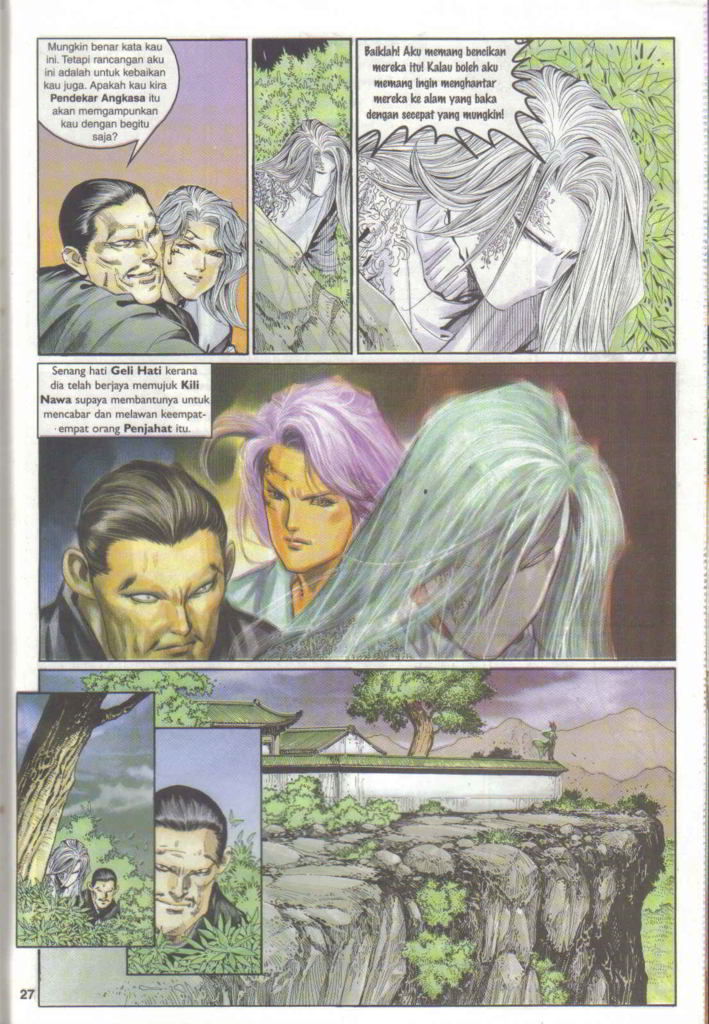 Mungkin benar kata kau
ini. Tetapi rancangan aku
ini adalah untuk kebaikan
kau juga. Apakah kau kira
Pendekar Angkasa itu
akan memgampunkan
kau dengan begitu
saja?
Baiklah! Aku memang bencikan
mereka itu! Kalau boleh aku
memang ingin menghantar
mereka ke alam yang baka
dengan secepat yang mungkin!
Senang hati Geli Hati kerana
dia telah berjaya memujuk Kili
Nawa supaya membantunya untuk
mencabar dan melawan keempat-
empat orang Penjahat itu.
27